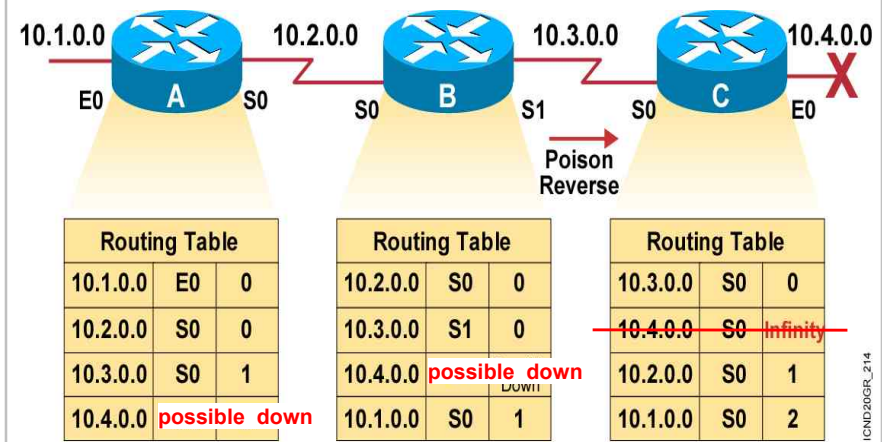 10.1.0.0 10.2.0.0 10.3.0.0 10.4.0.0
E0 A S0 S0 B S1 S0 C E0
X
Poison
Reverse
Routing Table Routing Table Routing Table
10.1.0.0 E0 0 10.2.0.0 S0 0 10.3.0.0 S0 0
10.2.0.0 S0 0 10.3.0.0 S1 0 10.4.0.0 S0 Infinity
10.3.0.0 S0 1 10.4.0.0 possible down Down 10.2.0.0 S0 1
10.4.0.0 possible down 10.1.0.0 S0 1 10.1.0.0 S0 2
ICND20GR_214